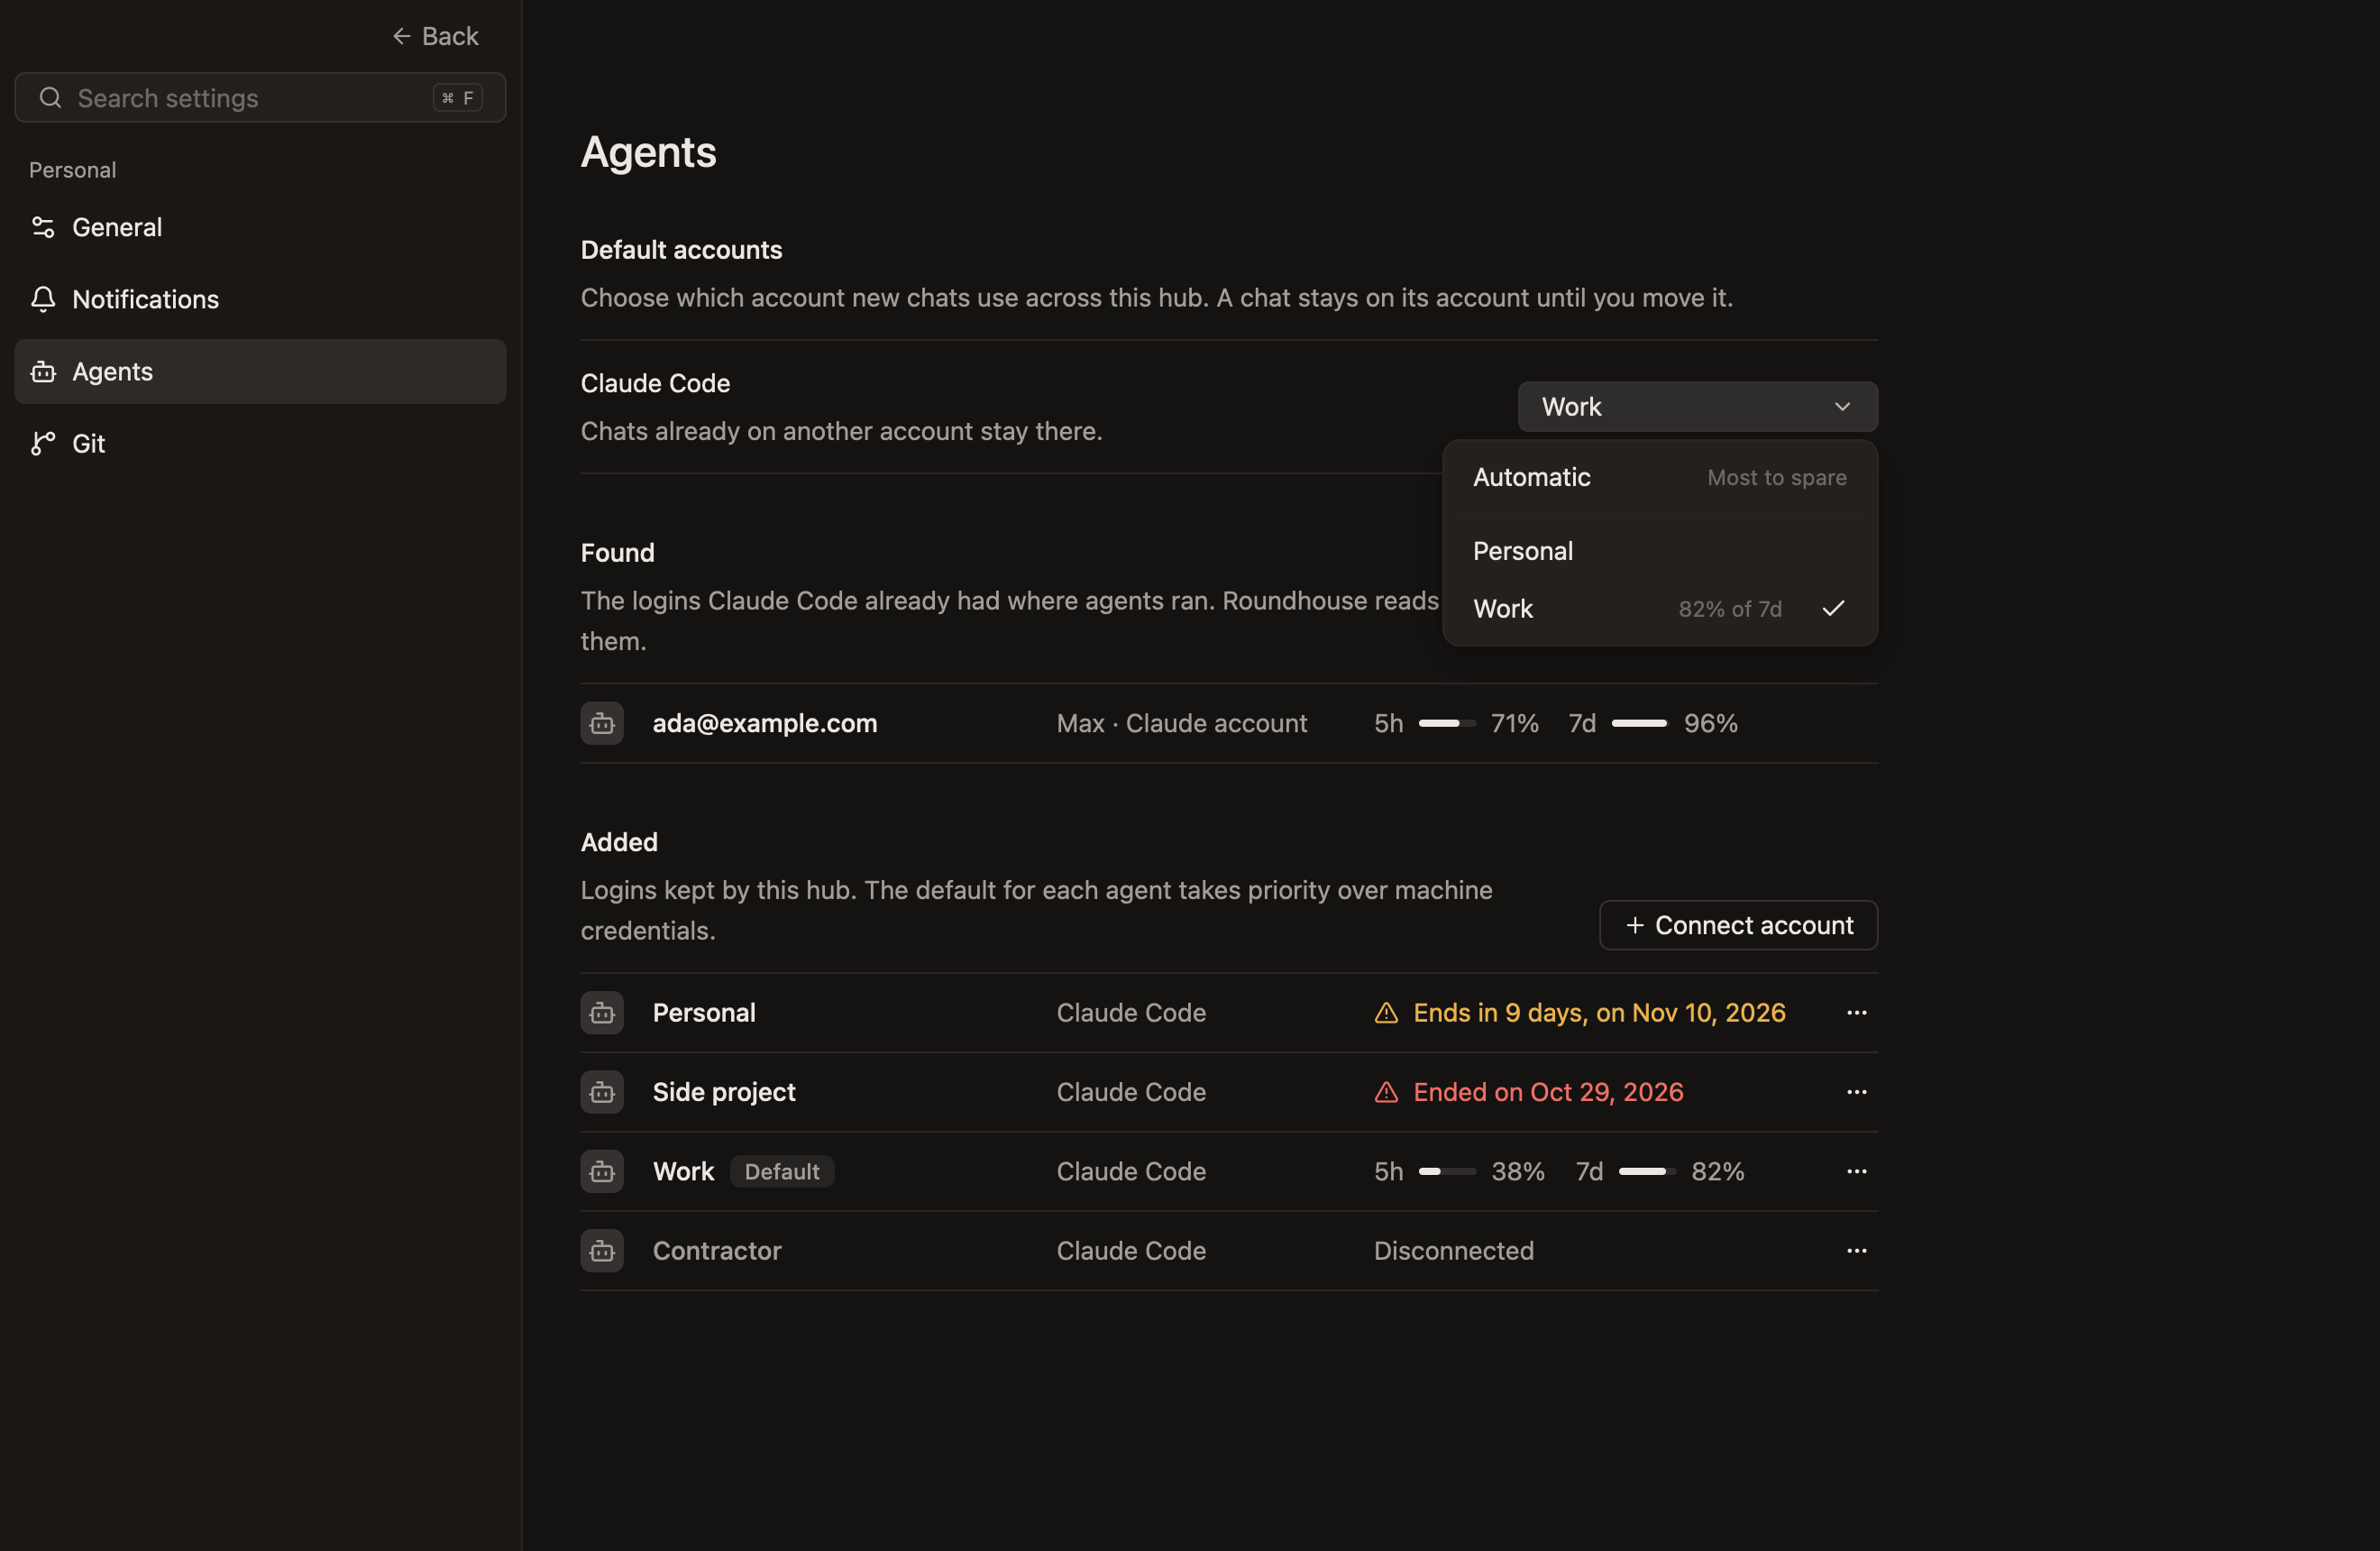 ← Back
Search settings ⌘ F
Personal
General
Notifications
Agents
Git
Agents
Default accounts
Choose which account new chats use across this hub. A chat stays on its account until you move it.
Claude Code
Chats already on another account stay there.
Work
Automatic Most to spare
Personal
Work 82% of 7d
Found
The logins Claude Code already had where agents ran. Roundhouse reads
them.
ada@example.com Max · Claude account 5h 71% 7d 96%
Added
Logins kept by this hub. The default for each agent takes priority over machine
credentials.
+ Connect account
Personal Claude Code Ends in 9 days, on Nov 10, 2026 ···
Side project Claude Code Ended on Oct 29, 2026 ···
Work Default Claude Code 5h 38% 7d 82% ···
Contractor Claude Code Disconnected ···